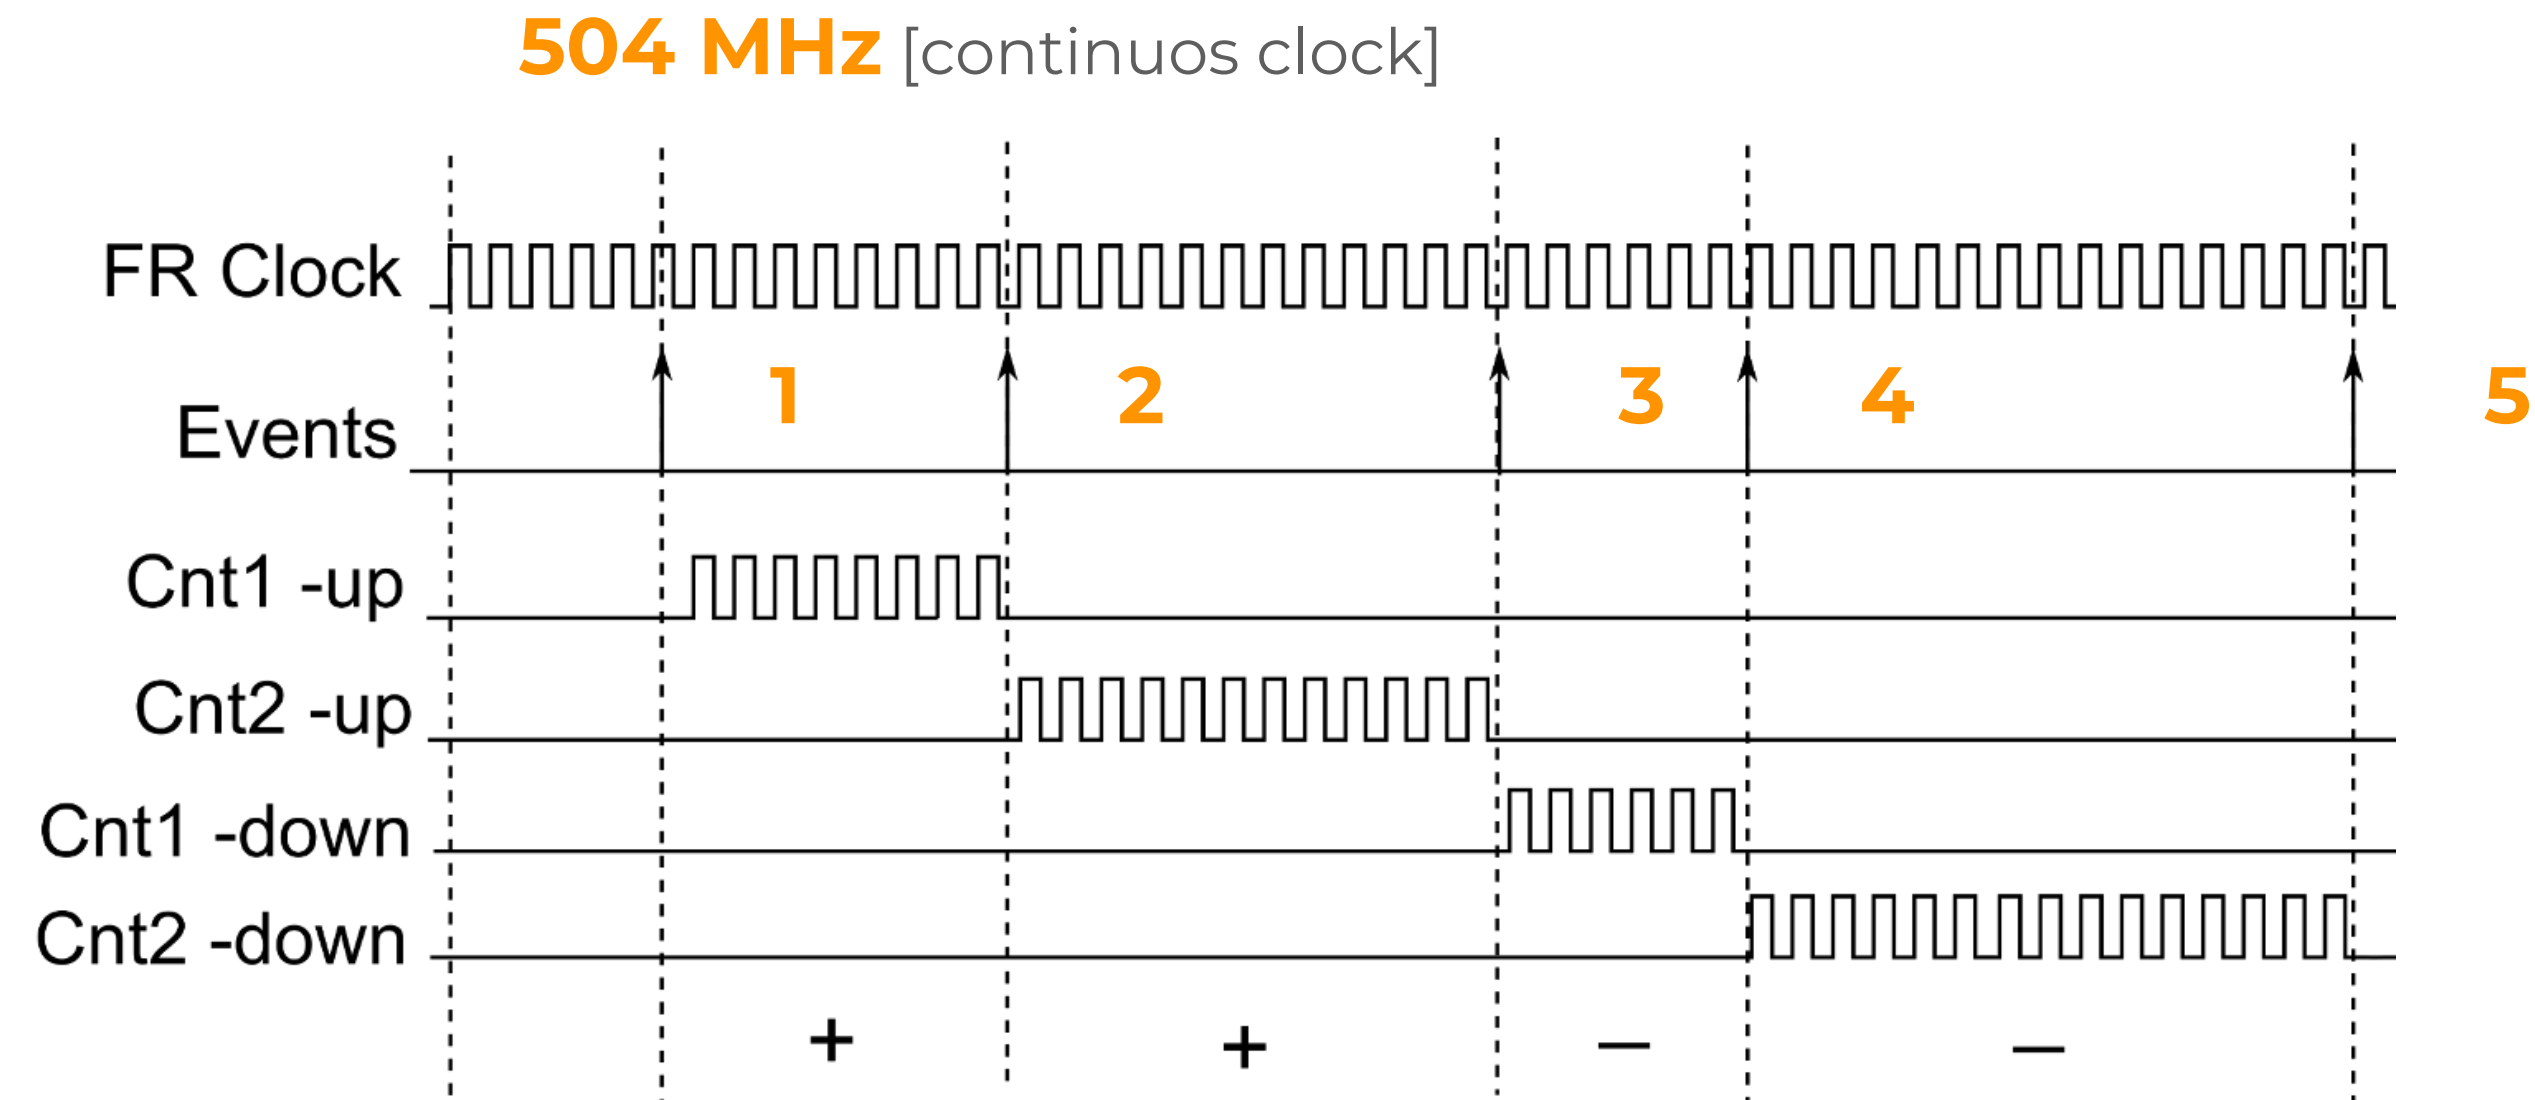 504 MHz [continuos clock]
FR Clock
1 2 3 4 5
Events
Cnt1 -up
Cnt2 -up
Cnt1 -down
Cnt2 -down
+ + − −